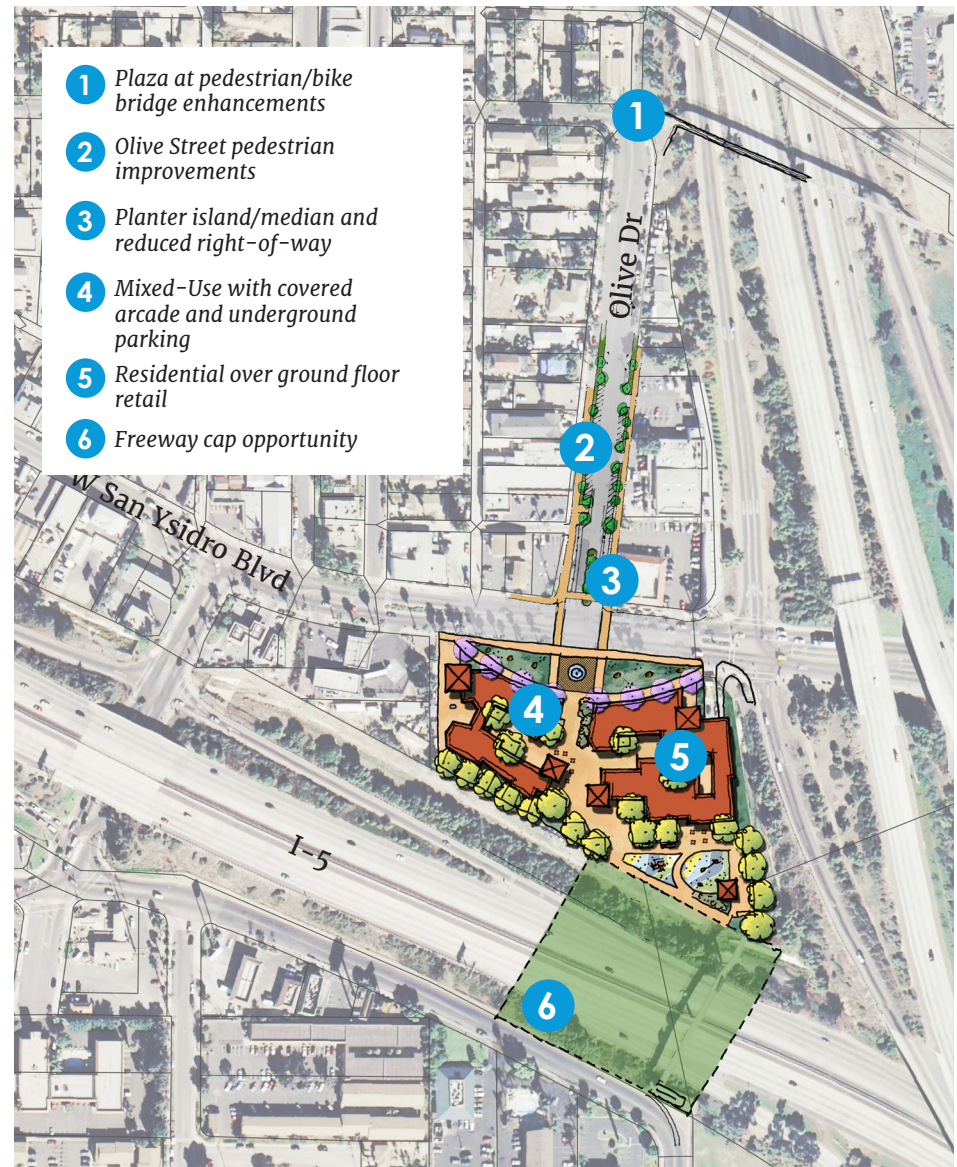 1 Plaza at pedestrian/bike
bridge enhancements
2 Olive Street pedestrian
improvements
3 Planter island/median and
reduced right-of-way
4 Mixed-Use with covered
arcade and underground
parking
5 Residential over ground floor
retail
6 Freeway cap opportunity
1
Olive Dr
2
W San Ysidro Blvd
3
4
5
I-5
6